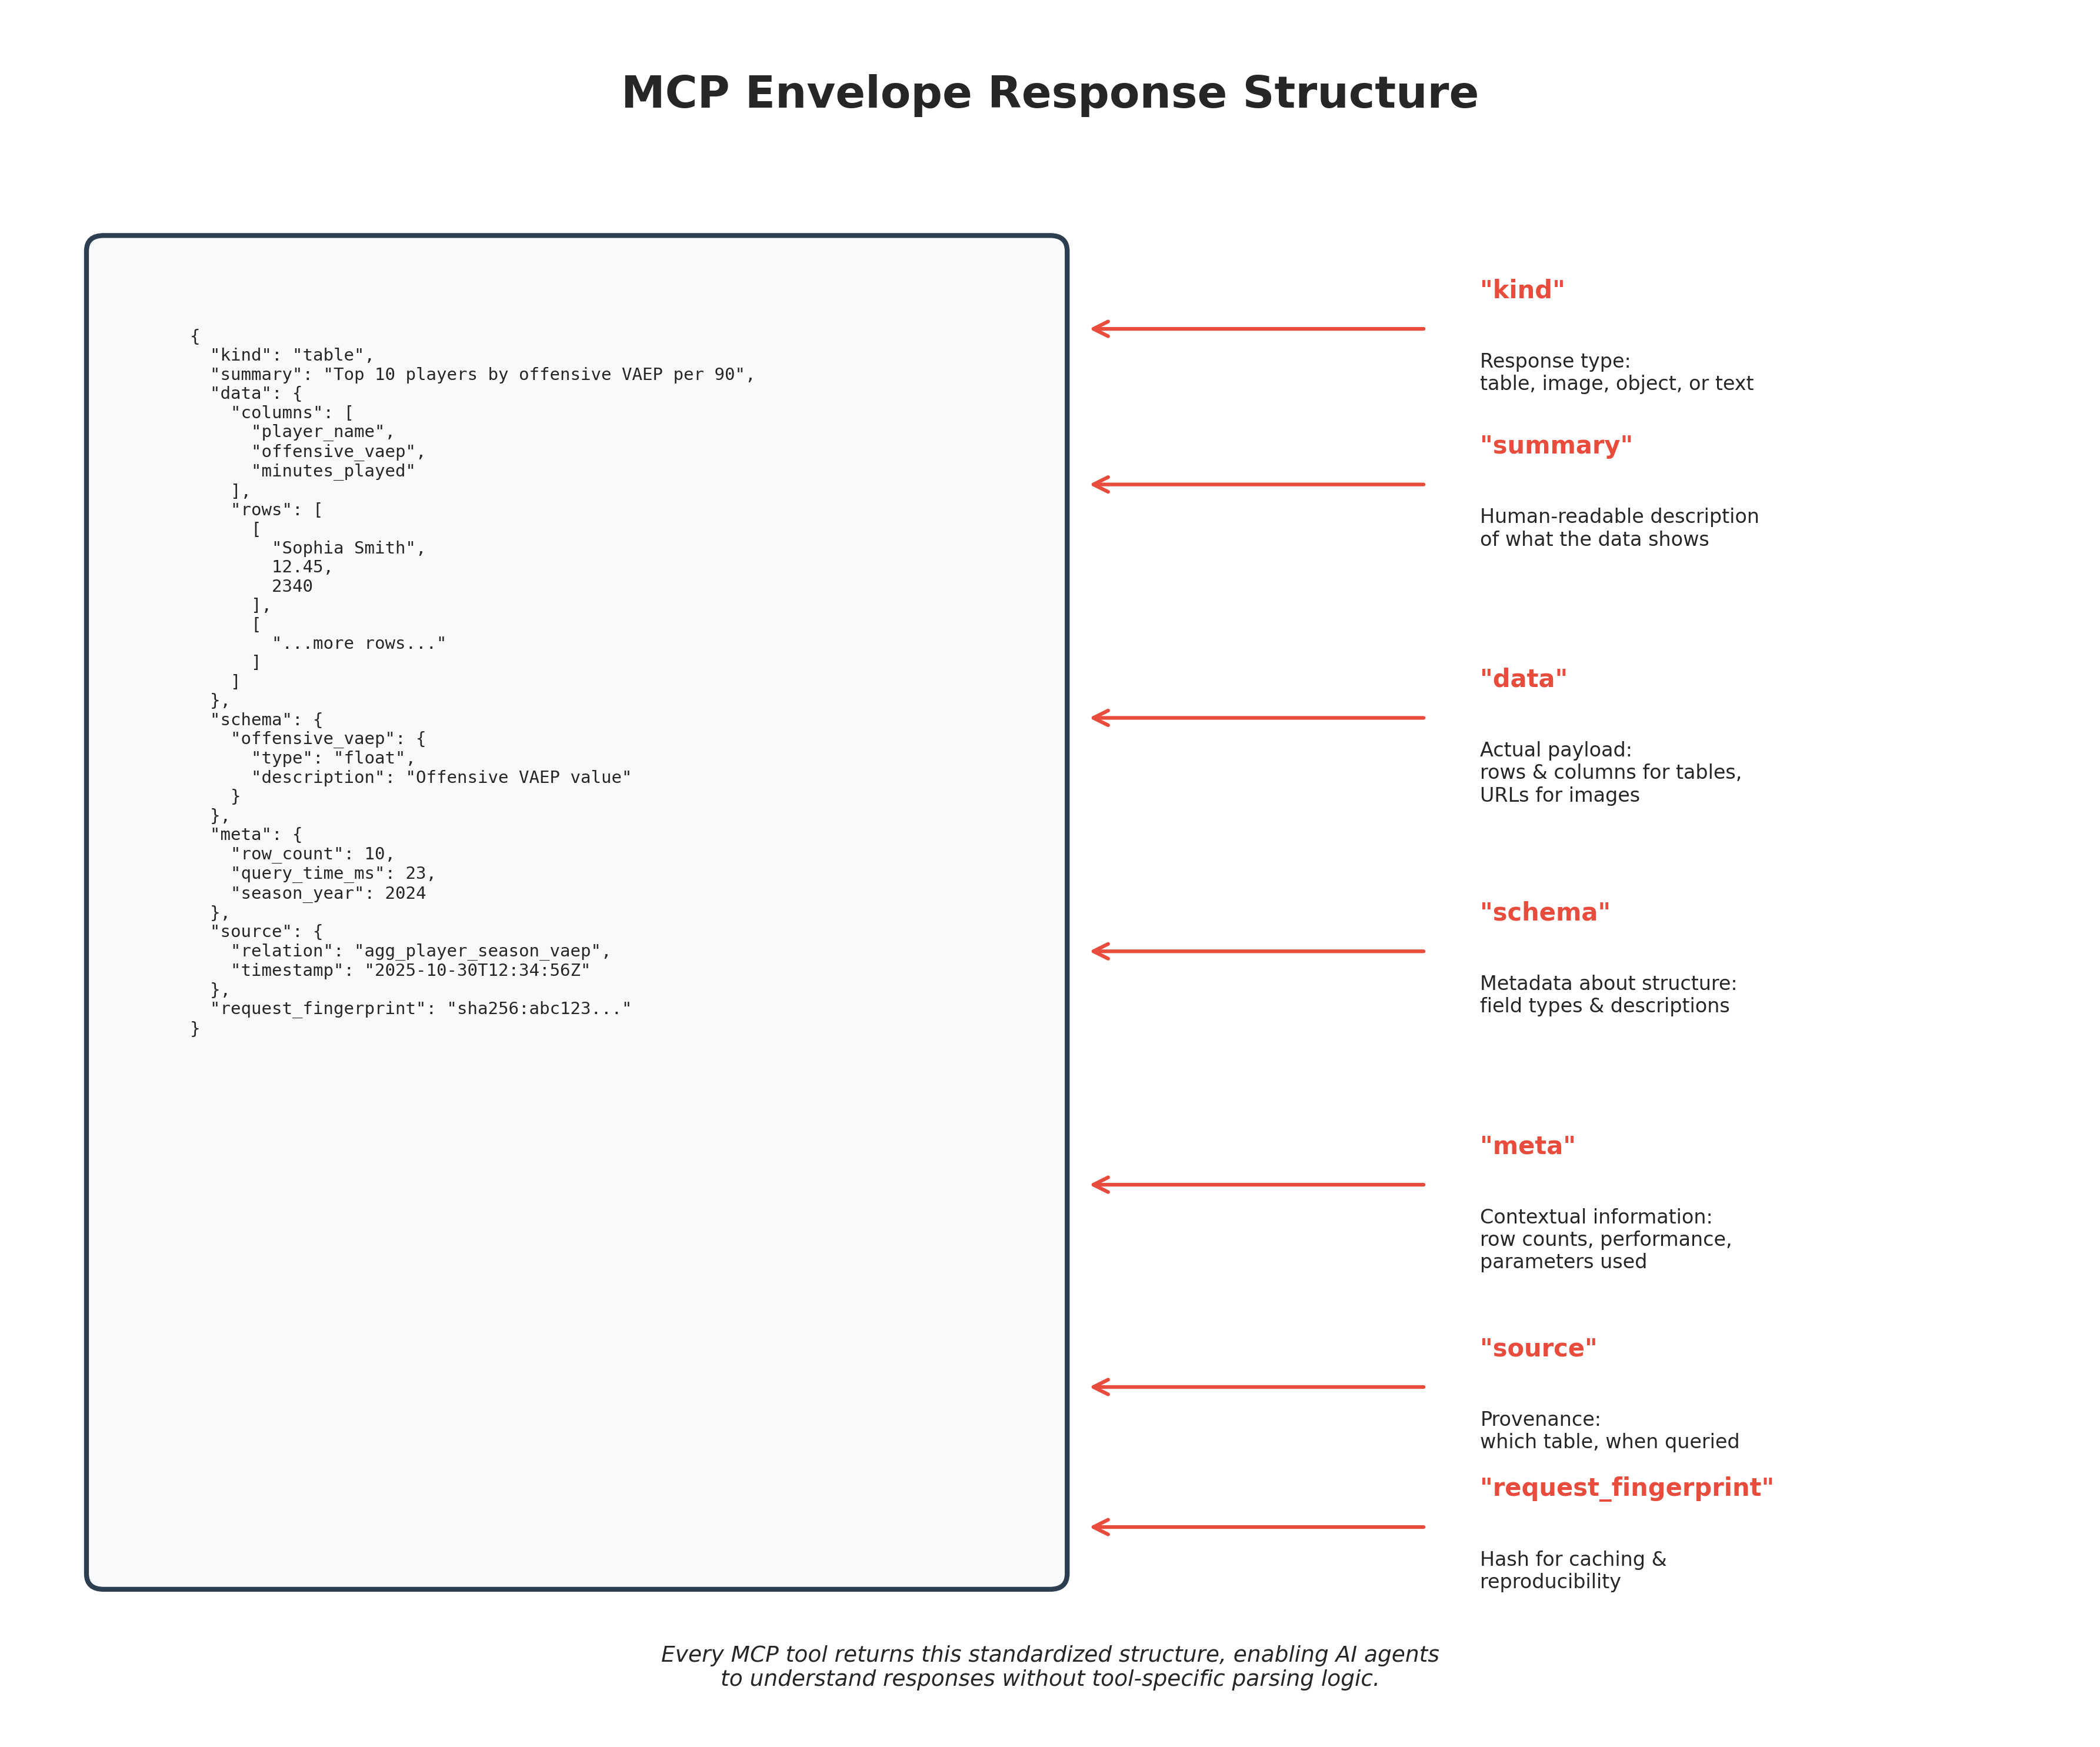 MCP Envelope Response Structure
{
  "kind": "table",
  "summary": "Top 10 players by offensive VAEP per 90",
  "data": {
    "columns": [
      "player_name",
      "offensive_vaep",
      "minutes_played"
    ],
    "rows": [
      [
        "Sophia Smith",
        12.45,
        2340
      ],
      [
        "...more rows..."
      ]
    ]
  },
  "schema": {
    "offensive_vaep": {
      "type": "float",
      "description": "Offensive VAEP value"
    }
  },
  "meta": {
    "row_count": 10,
    "query_time_ms": 23,
    "season_year": 2024
  },
  "source": {
    "relation": "agg_player_season_vaep",
    "timestamp": "2025-10-30T12:34:56Z"
  },
  "request_fingerprint": "sha256:abc123..."
}
"kind"
Response type:
table, image, object, or text
"summary"
Human-readable description
of what the data shows
"data"
Actual payload:
rows & columns for tables,
URLs for images
"schema"
Metadata about structure:
field types & descriptions
"meta"
Contextual information:
row counts, performance,
parameters used
"source"
Provenance:
which table, when queried
"request_fingerprint"
Hash for caching &
reproducibility
Every MCP tool returns this standardized structure, enabling AI agents
to understand responses without tool-specific parsing logic.